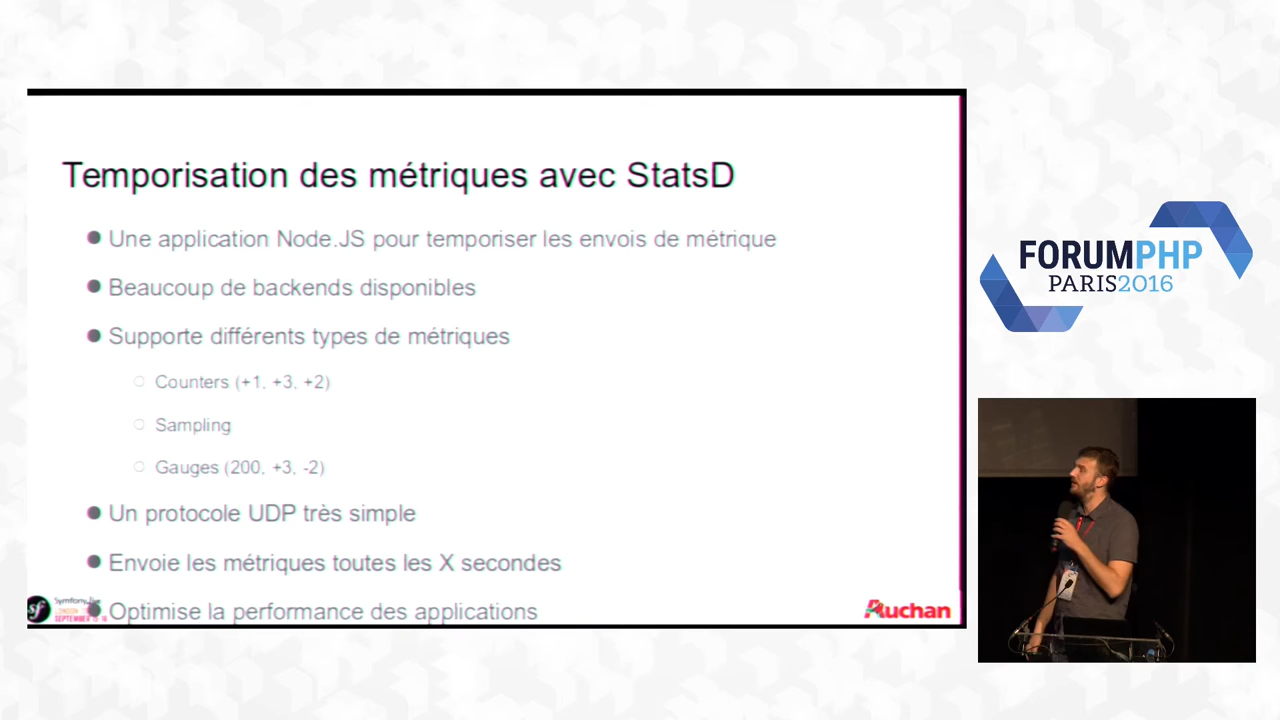 Temporisation des métriques avec StatsD
Une application Node.JS pour temporiser les envois de métrique
Beaucoup de backends disponibles
Supporte différents types de métriques
Counters (+1, +3, +2)
Sampling
Gauges (200, +3, -2)
Un protocole UDP très simple
Envoie les métriques toutes les X secondes
Optimise la performance des applications
sf
Auchan
FORUMPHP
PARIS2016